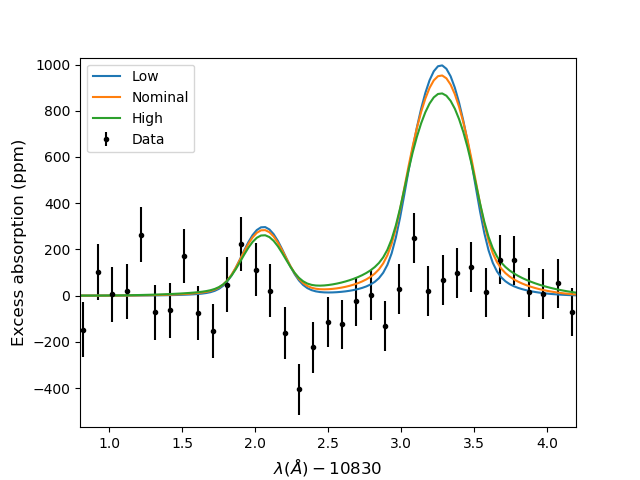 1000
800
600
400
200
0
−200
−400
Excess absorption (ppm)
Low
Nominal
High
Data
1.0 1.5 2.0 2.5 3.0 3.5 4.0
λ(Å) − 10830